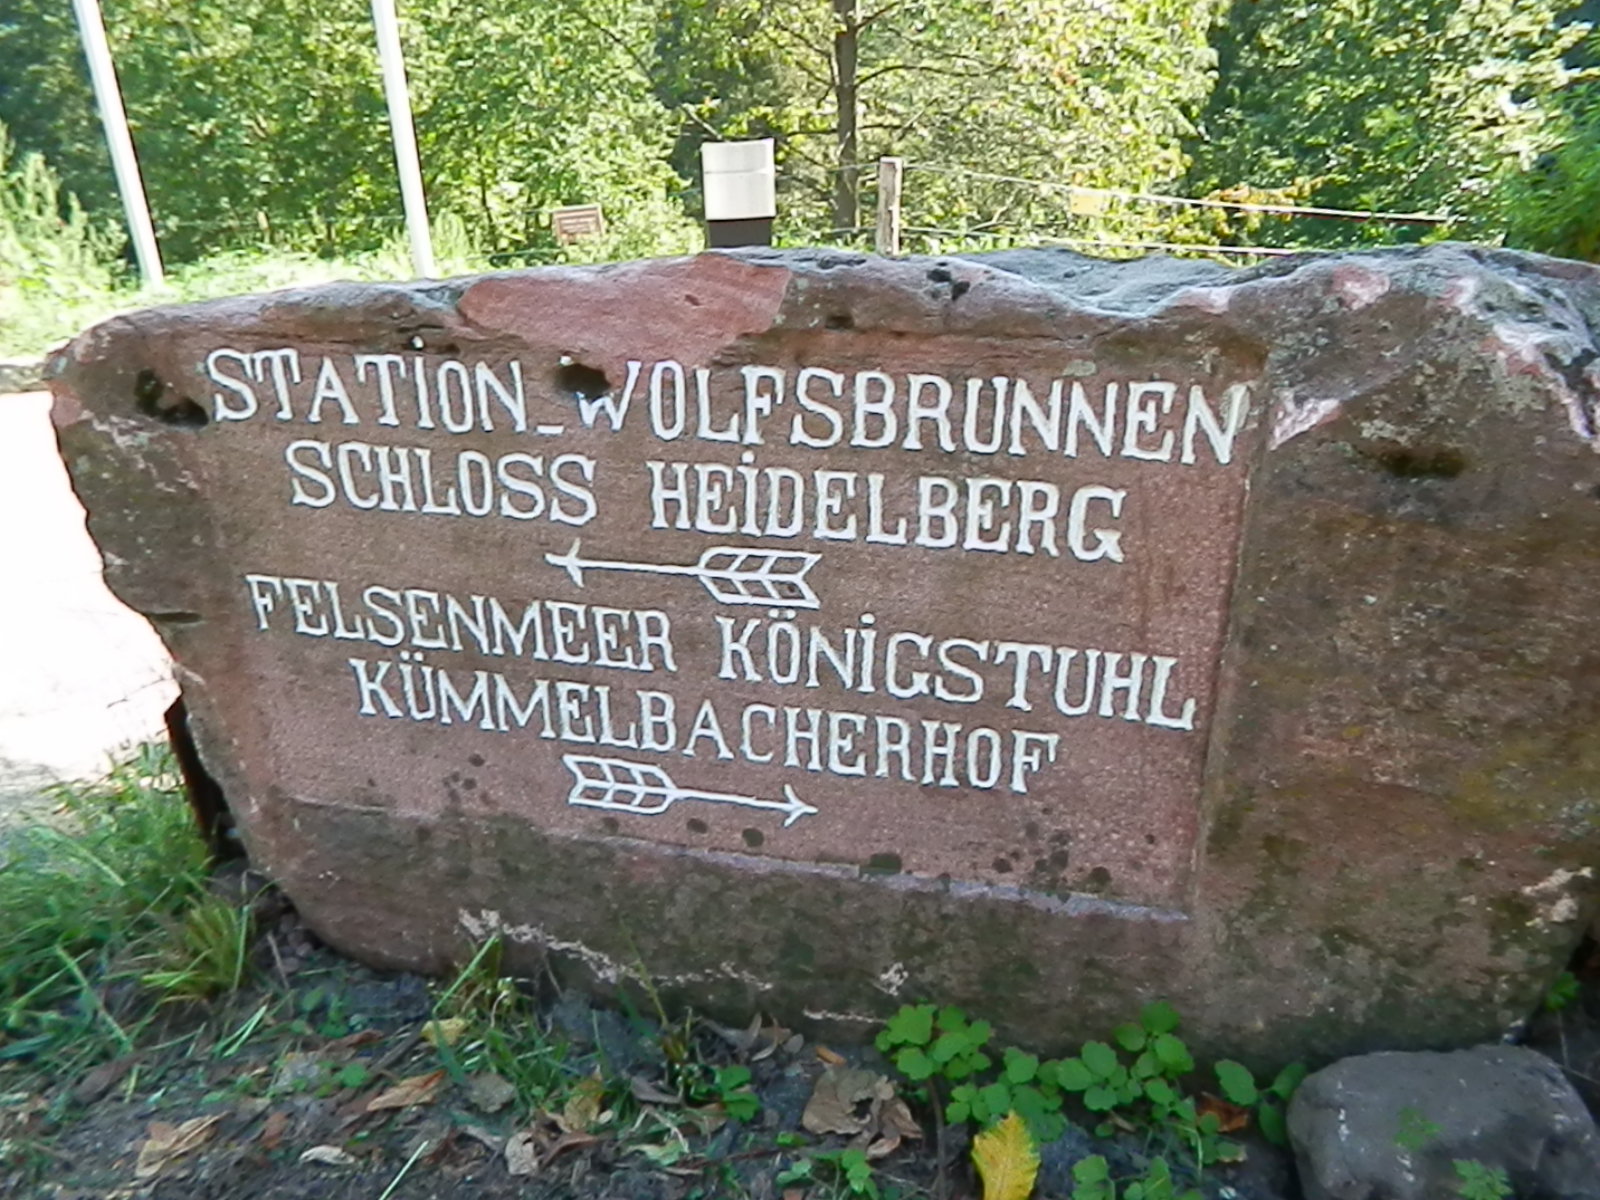 STATION_WOLFSBRUNNEN
SCHLOSS HEiDELBERG
FELSENMEER KÖNiGSTUHL
KÜMMELBACHERHOF